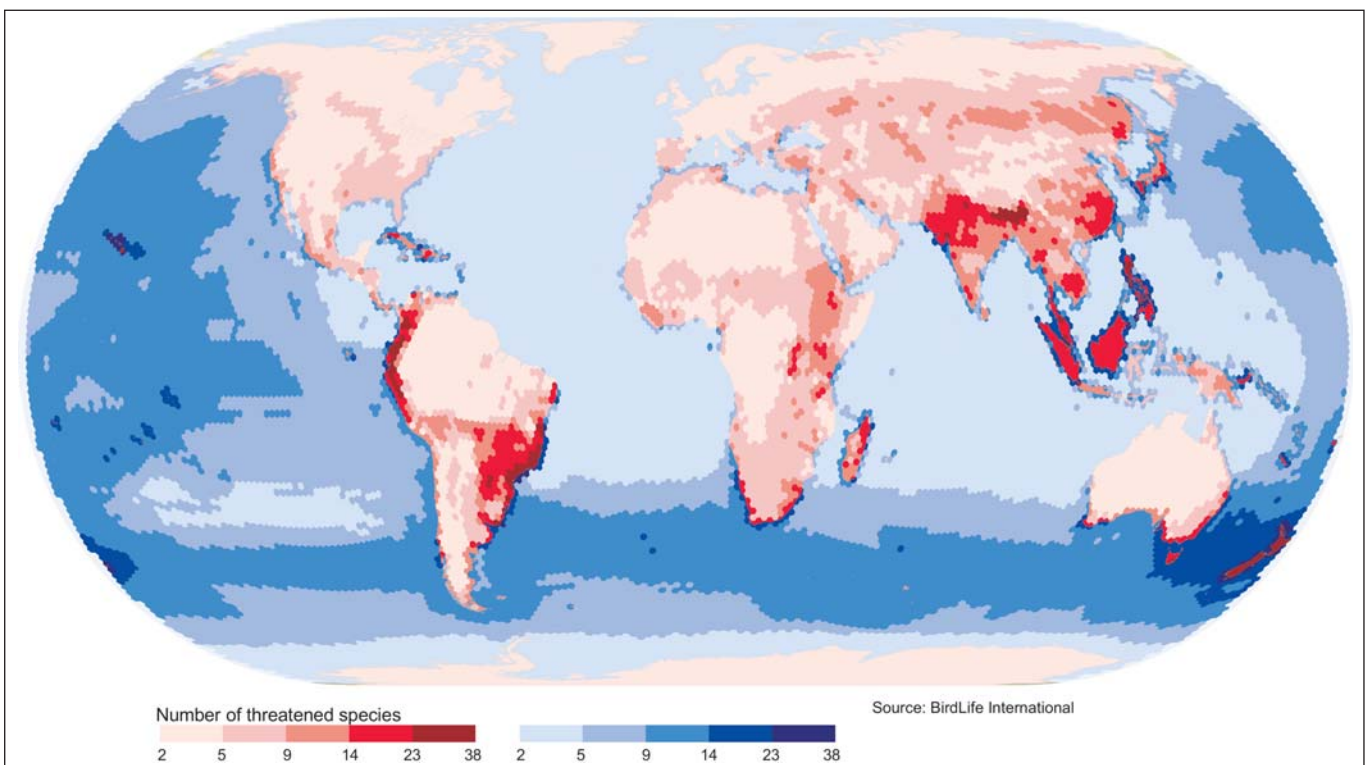 Number of threatened species
Source: BirdLife International
2 5 9 14 23 38 2 5 9 14 23 38